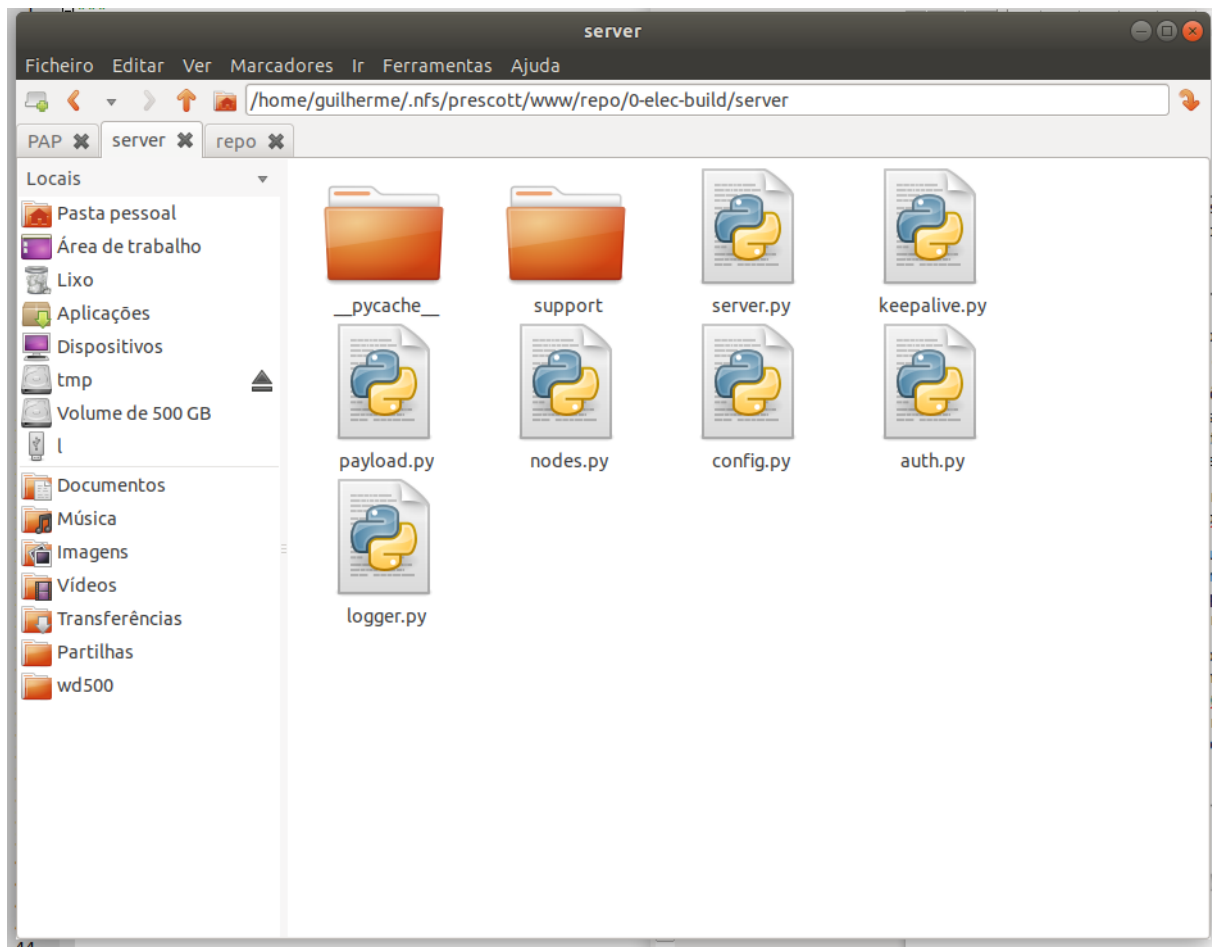 server
Ficheiro Editar Ver Marcadores Ir Ferramentas Ajuda
/home/guilherme/.nfs/prescott/www/repo/0-elec-build/server
PAP server repo
Locais
Pasta pessoal
Área de trabalho
Lixo
Aplicações
Dispositivos
tmp
Volume de 500 GB
l
Documentos
Música
Imagens
Vídeos
Transferências
Partilhas
wd500
__pycache__ support server.py keepalive.py
payload.py nodes.py config.py auth.py
logger.py